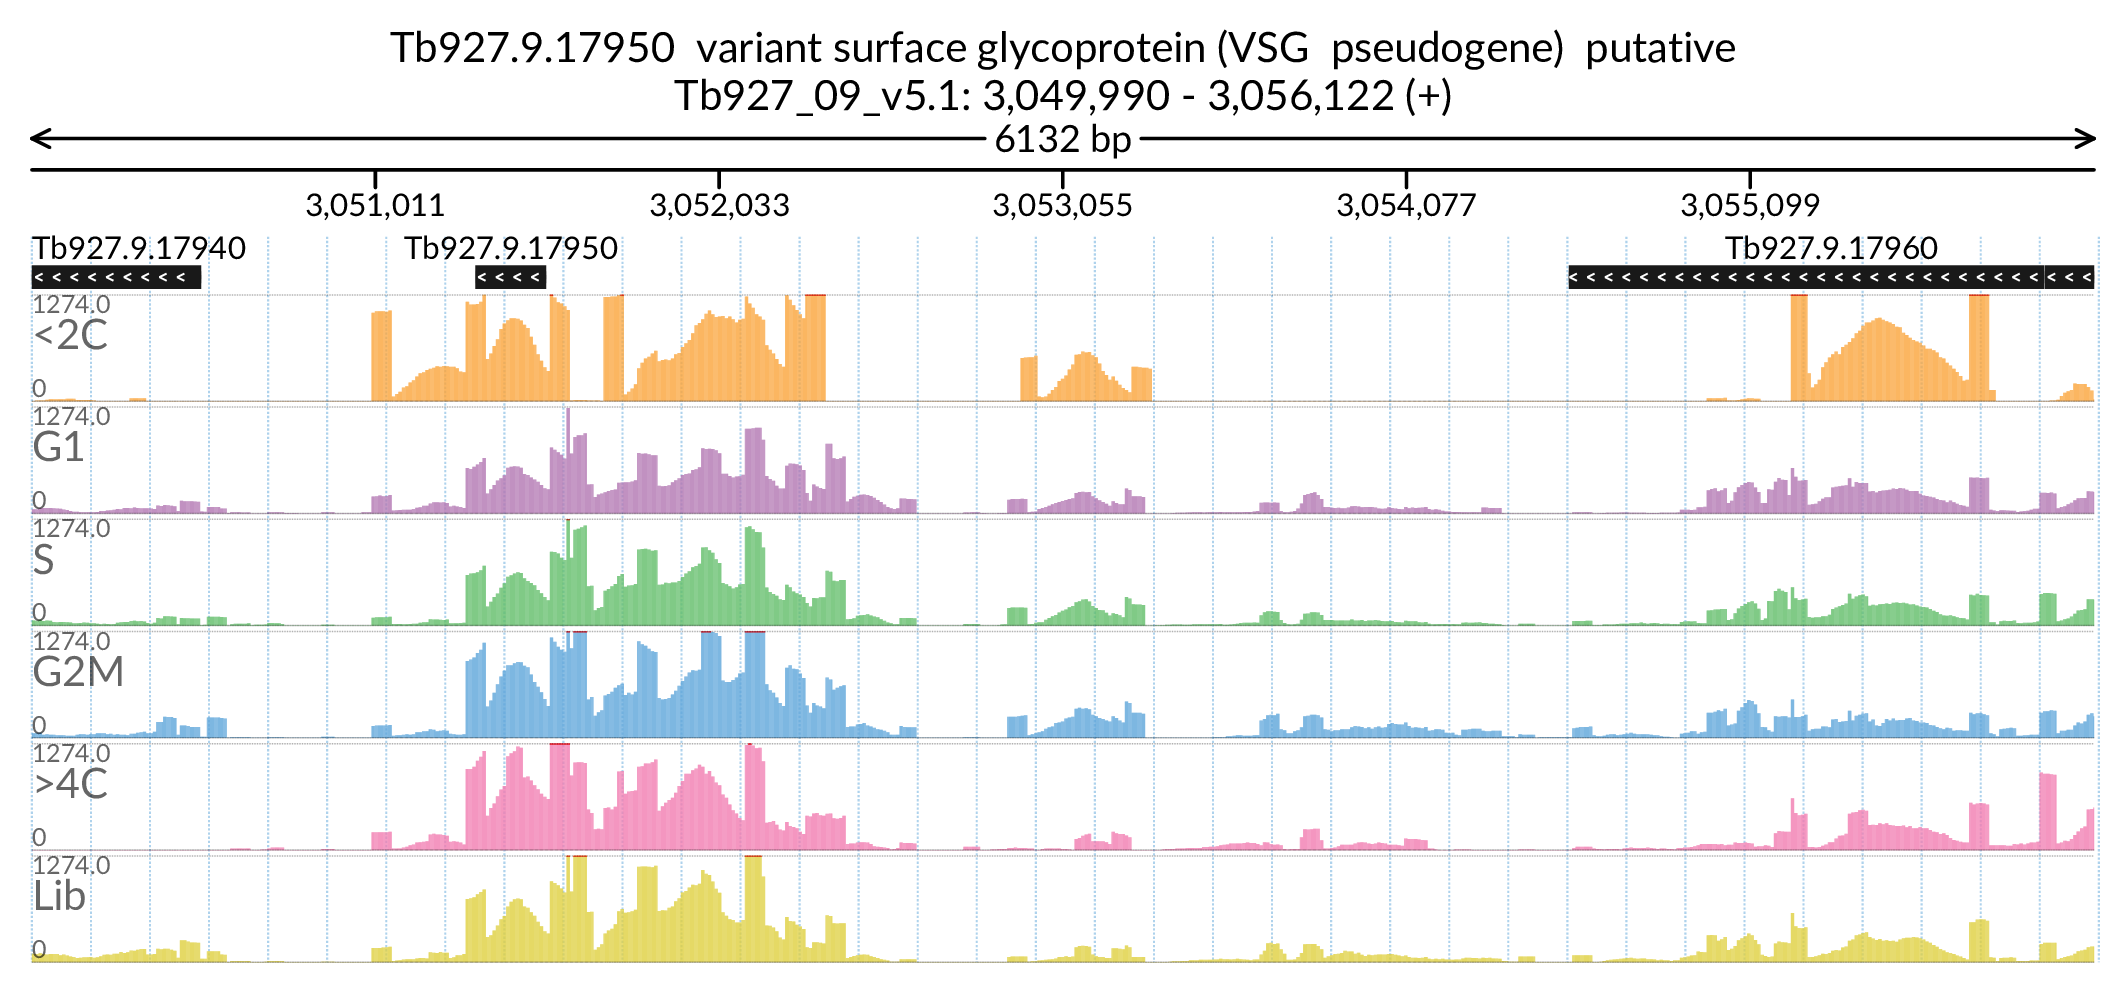 Tb927.9.17950  variant surface glycoprotein (VSG  pseudogene)  putative
Tb927_09_v5.1: 3,049,990 - 3,056,122 (+)
6132 bp
3,051,011 3,052,033 3,053,055 3,054,077 3,055,099
Tb927.9.17940 Tb927.9.17950 Tb927.9.17960
1274.0
<2C
0
1274.0
G1
0
1274.0
S
0
1274.0
G2M
0
1274.0
>4C
0
1274.0
Lib
0